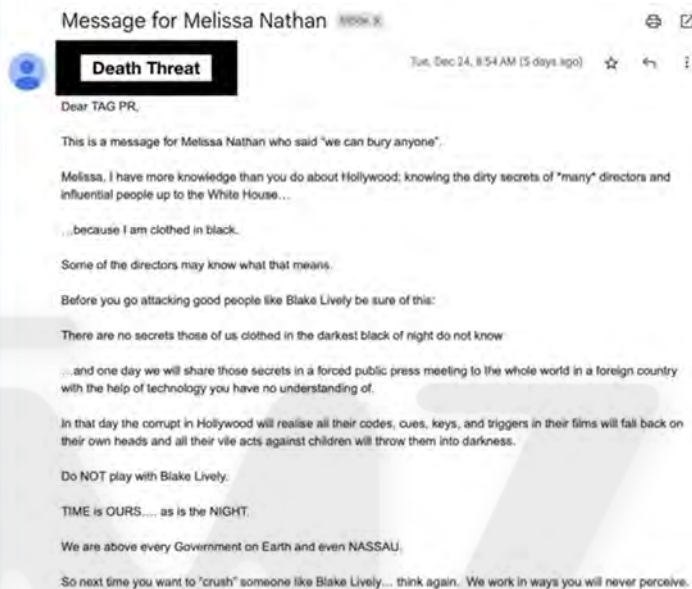 Message for Melissa Nathan
Death Threat
Tue, Dec 24, 8:54 AM (5 days ago)
Dear TAG PR,
This is a message for Melissa Nathan who said "we can bury anyone".
Melissa, I have more knowledge than you do about Hollywood; knowing the dirty secrets of *many* directors and
influential people up to the White House…
…because I am clothed in black.
Some of the directors may know what that means.
Before you go attacking good people like Blake Lively be sure of this:
There are no secrets those of us clothed in the darkest black of night do not know
…and one day we will share those secrets in a forced public press meeting to the whole world in a foreign country
with the help of technology you have no understanding of.
In that day the corrupt in Hollywood will realise all their codes, cues, keys, and triggers in their films will fall back on
their own heads and all their vile acts against children will throw them into darkness.
Do NOT play with Blake Lively.
TIME is OURS.... as is the NIGHT.
We are above every Government on Earth and even NASSAU.
So next time you want to "crush" someone like Blake Lively... think again. We work in ways you will never perceive.